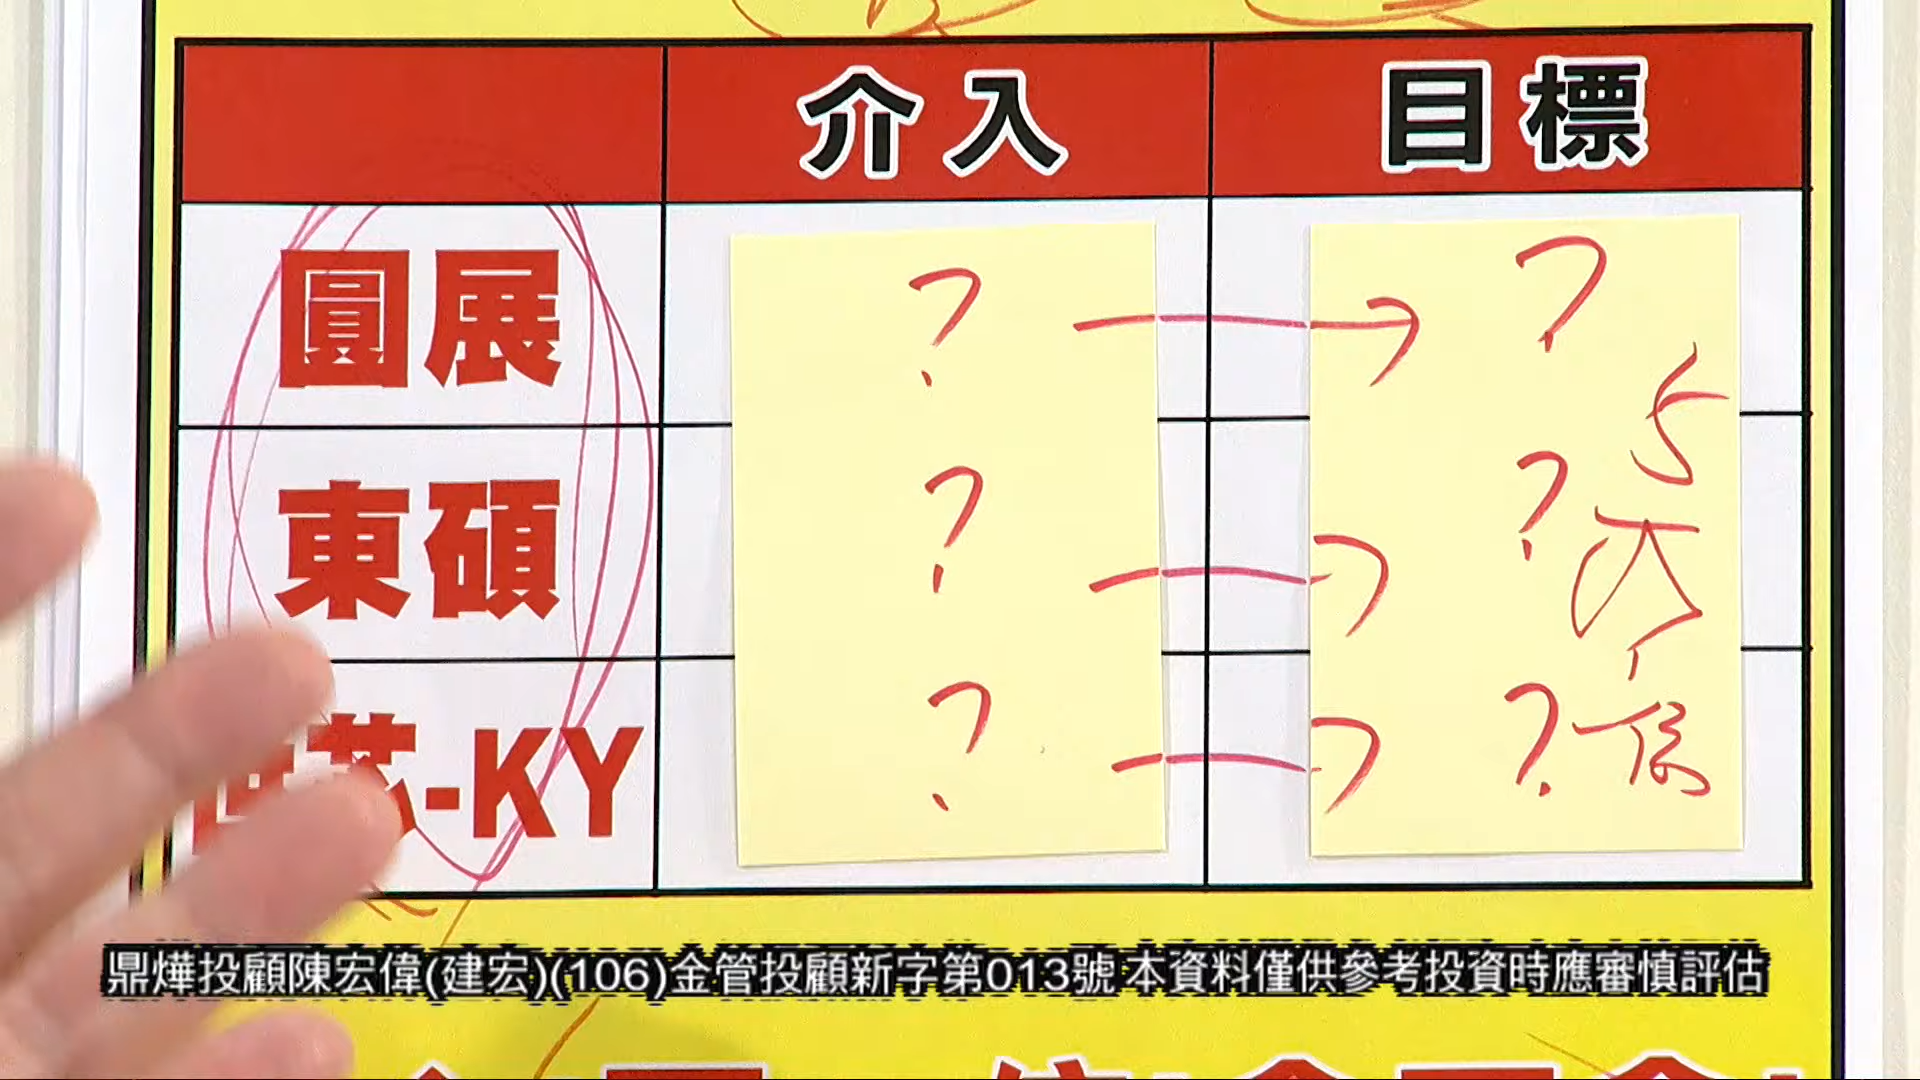 介入 目標
圓展 ? → ?
東碩 ? → ?
芯-KY ? → ?
5
大
倍
鼎燁投顧陳宏偉(建宏)(106)金管投顧新字第013號 本資料僅供參考投資時應審慎評估